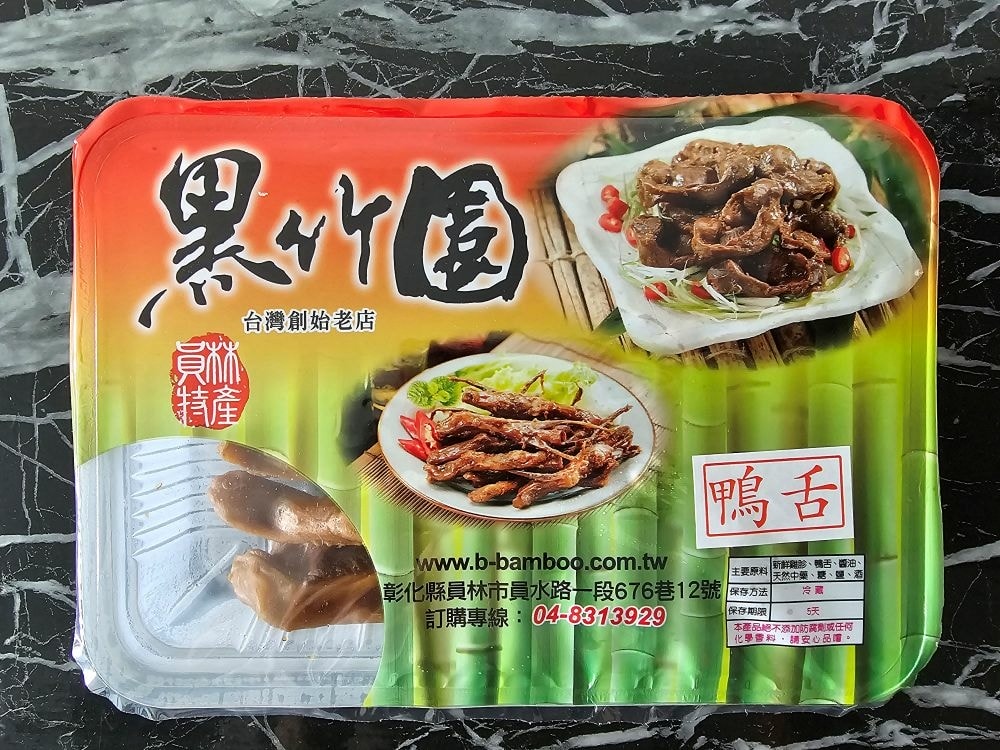 黑竹園
台灣創始老店
員林
特產
www.b-bamboo.com.tw
彰化縣員林市員水路一段676巷12號
訂購專線：04-8313929
鴨舌
主要原料 新鮮雞胗、鴨舌、醬油、
天然中藥、糖、鹽、酒
保存方法 冷藏
保存期限 5天
本產品絕不添加防腐劑或任何
化學香料，請安心品嚐。